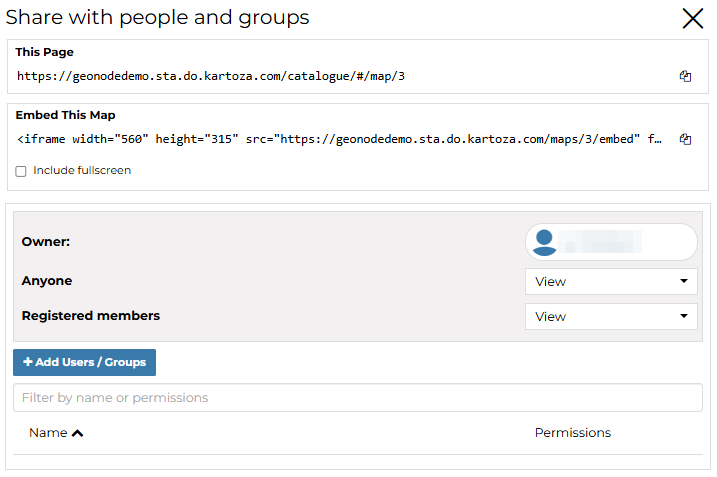 Share with people and groups
This Page
https://geonodedemo.sta.do.kartoza.com/catalogue/#/map/3
Embed This Map
<iframe width="560" height="315" src="https://geonodedemo.sta.do.kartoza.com/maps/3/embed" f…
Include fullscreen
Owner:
Anyone
View
Registered members
View
+ Add Users / Groups
Filter by name or permissions
Name Permissions